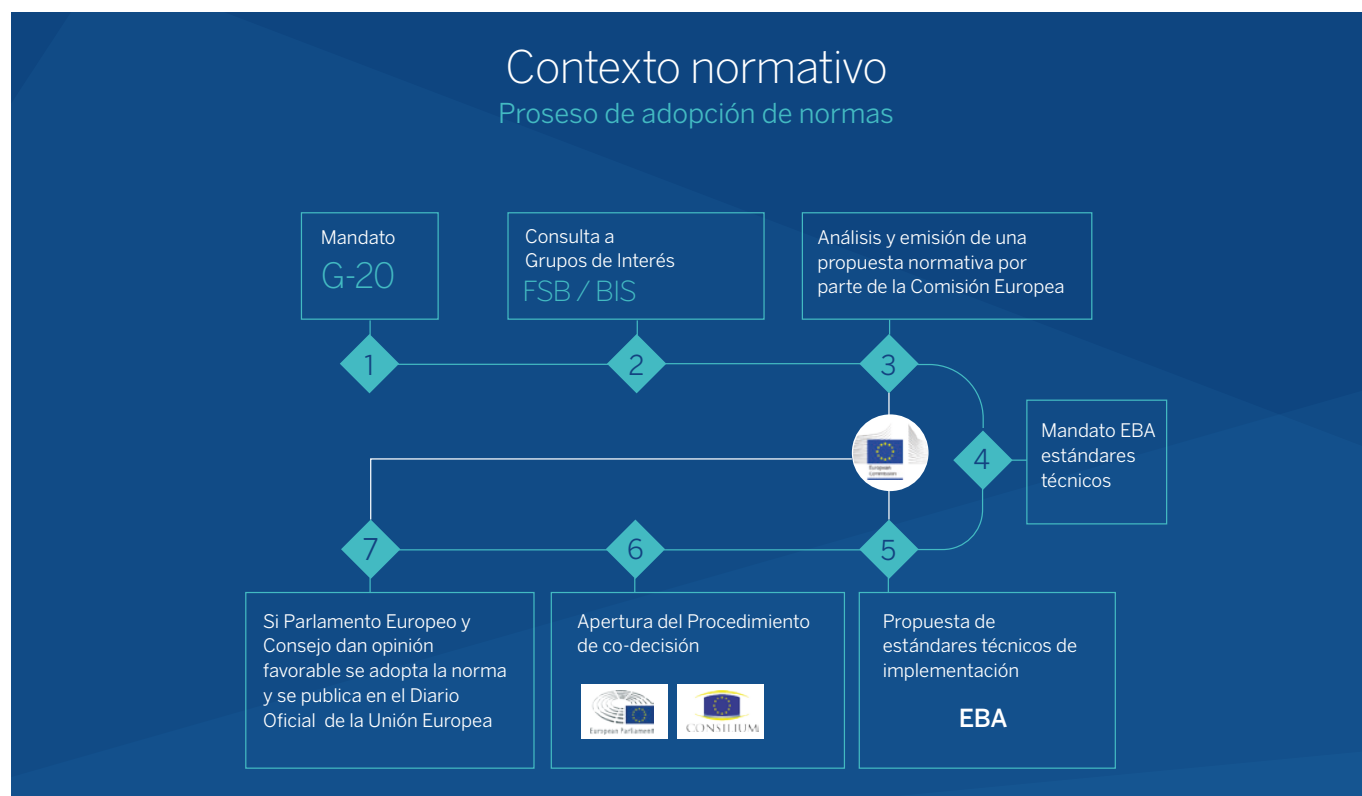 Contexto normativo
Proseso de adopción de normas
Mandato
G-20
Consulta a
Grupos de Interés
FSB / BIS
Análisis y emisión de una
propuesta normativa por
parte de la Comisión Europea
1
2
3
European
Commission
4
Mandato EBA
estándares
técnicos
7
6
5
Si Parlamento Europeo y
Consejo dan opinión
favorable se adopta la norma
y se publica en el Diario
Oficial de la Unión Europea
Apertura del Procedimiento
de co-decisión
European Parliament
CONSILIUM
Propuesta de
estándares técnicos de
implementación
EBA